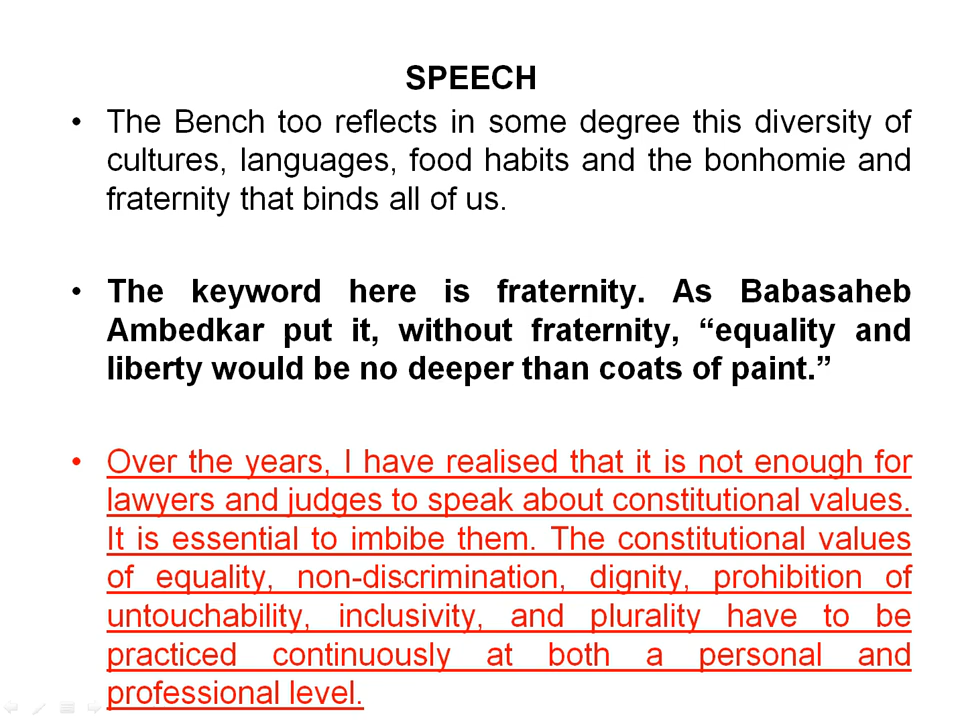 SPEECH
• The Bench too reflects in some degree this diversity of
cultures, languages, food habits and the bonhomie and
fraternity that binds all of us.
• The keyword here is fraternity. As Babasaheb
Ambedkar put it, without fraternity, “equality and
liberty would be no deeper than coats of paint.”
• Over the years, I have realised that it is not enough for
lawyers and judges to speak about constitutional values.
It is essential to imbibe them. The constitutional values
of equality, non-discrimination, dignity, prohibition of
untouchability, inclusivity, and plurality have to be
practiced continuously at both a personal and
professional level.